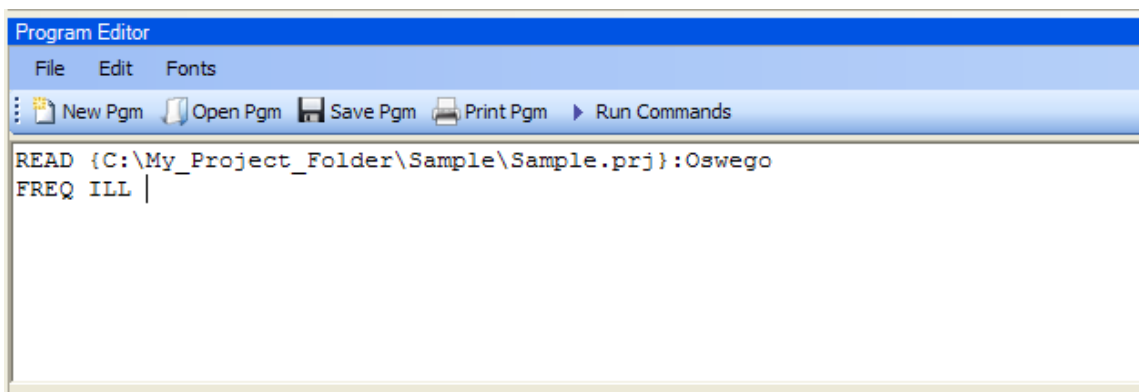 Program Editor
File Edit Fonts
New Pgm Open Pgm Save Pgm Print Pgm Run Commands
READ {C:\My_Project_Folder\Sample\Sample.prj}:Oswego
FREQ ILL